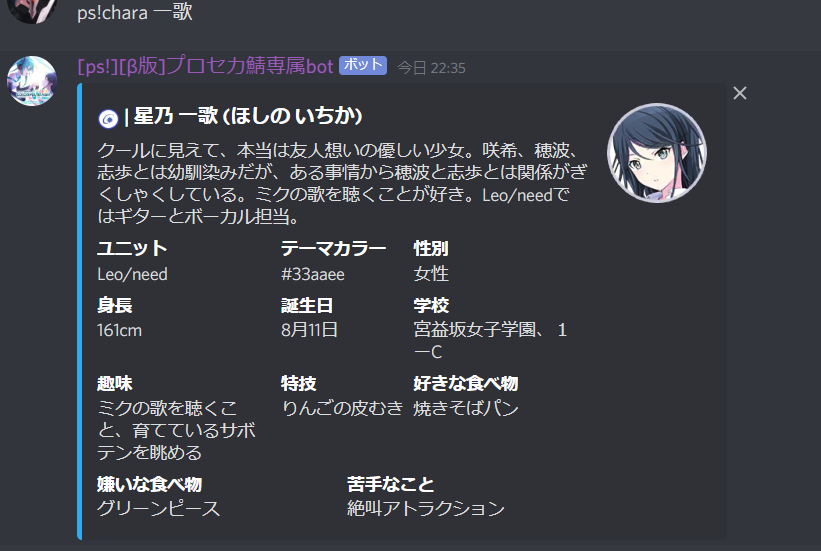 ps!chara 一歌
[ps!][β版]プロセカ鯖専属bot ボット 今日 22:35
| 星乃 一歌 (ほしの いちか)
クールに見えて、本当は友人想いの優しい少女。咲希、穂波、
志歩とは幼馴染みだが、ある事情から穂波と志歩とは関係がぎ
くしゃくしている。ミクの歌を聴くことが好き。Leo/needで
はギターとボーカル担当。
ユニット テーマカラー 性別
Leo/need #33aaee 女性
身長 誕生日 学校
161cm 8月11日 宮益坂女子学園、１
ーC
趣味 特技 好きな食べ物
ミクの歌を聴くこ りんごの皮むき 焼きそばパン
と、育てているサボ
テンを眺める
嫌いな食べ物 苦手なこと
グリーンピース 絶叫アトラクション